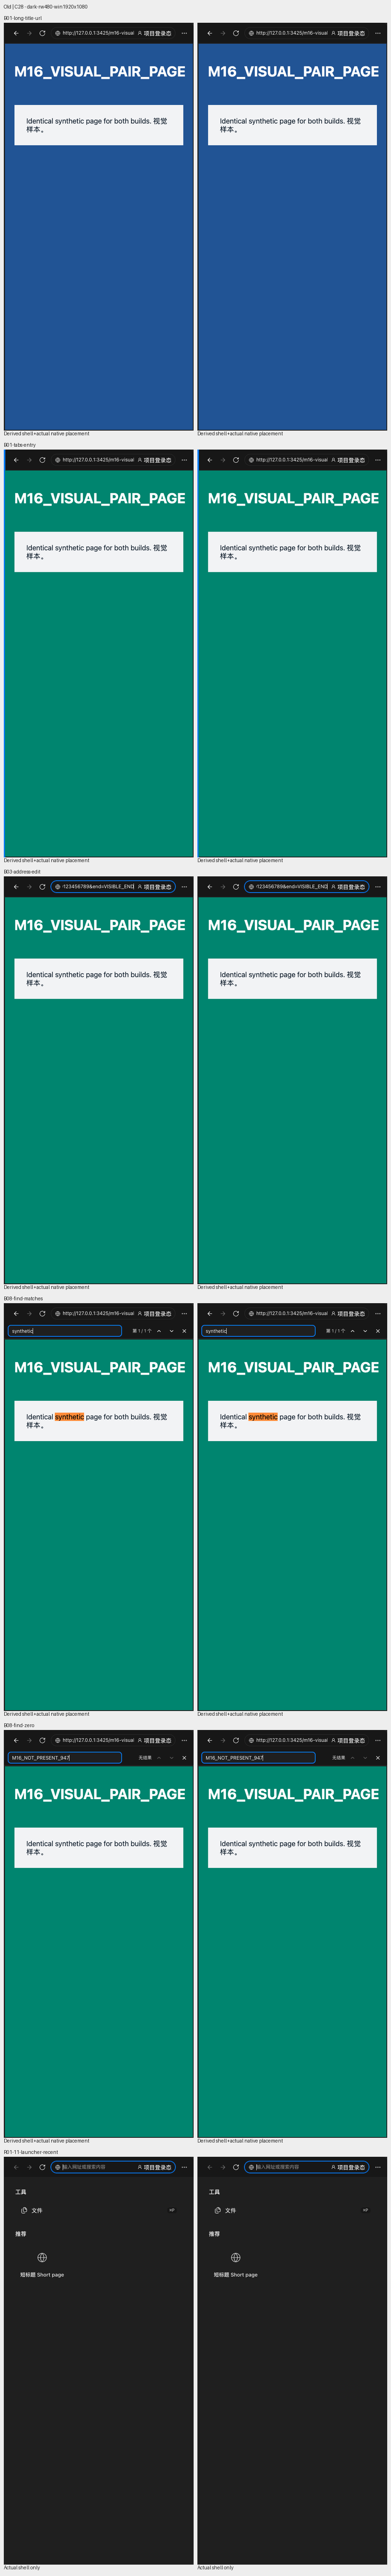 Old | C28 · dark-nw480-win1920x1080
B01-long-title-url
http://127.0.0.1:3425/m16-visual 项目登录态 http://127.0.0.1:3425/m16-visual 项目登录态
M16_VISUAL_PAIR_PAGE M16_VISUAL_PAIR_PAGE
Identical synthetic page for both builds. 视觉 Identical synthetic page for both builds. 视觉
样本。 样本。
Derived shell+actual native placement Derived shell+actual native placement
B01-tabs-entry
http://127.0.0.1:3425/m16-visual 项目登录态 http://127.0.0.1:3425/m16-visual 项目登录态
M16_VISUAL_PAIR_PAGE M16_VISUAL_PAIR_PAGE
Identical synthetic page for both builds. 视觉 Identical synthetic page for both builds. 视觉
样本。 样本。
Derived shell+actual native placement Derived shell+actual native placement
B03-address-edit
123456789&end=VISIBLE_END 项目登录态 123456789&end=VISIBLE_END 项目登录态
M16_VISUAL_PAIR_PAGE M16_VISUAL_PAIR_PAGE
Identical synthetic page for both builds. 视觉 Identical synthetic page for both builds. 视觉
样本。 样本。
Derived shell+actual native placement Derived shell+actual native placement
B08-find-matches
http://127.0.0.1:3425/m16-visual 项目登录态 http://127.0.0.1:3425/m16-visual 项目登录态
synthetic 第 1 / 1 个 synthetic 第 1 / 1 个
M16_VISUAL_PAIR_PAGE M16_VISUAL_PAIR_PAGE
Identical synthetic page for both builds. 视觉 Identical synthetic page for both builds. 视觉
样本。 样本。
Derived shell+actual native placement Derived shell+actual native placement
B08-find-zero
http://127.0.0.1:3425/m16-visual 项目登录态 http://127.0.0.1:3425/m16-visual 项目登录态
M16_NOT_PRESENT_947 无结果 M16_NOT_PRESENT_947 无结果
M16_VISUAL_PAIR_PAGE M16_VISUAL_PAIR_PAGE
Identical synthetic page for both builds. 视觉 Identical synthetic page for both builds. 视觉
样本。 样本。
Derived shell+actual native placement Derived shell+actual native placement
R01-11-launcher-recent
输入网址或搜索内容 项目登录态 输入网址或搜索内容 项目登录态
工具 工具
文件 文件
推荐 推荐
短标题 Short page 短标题 Short page
Actual shell only Actual shell only